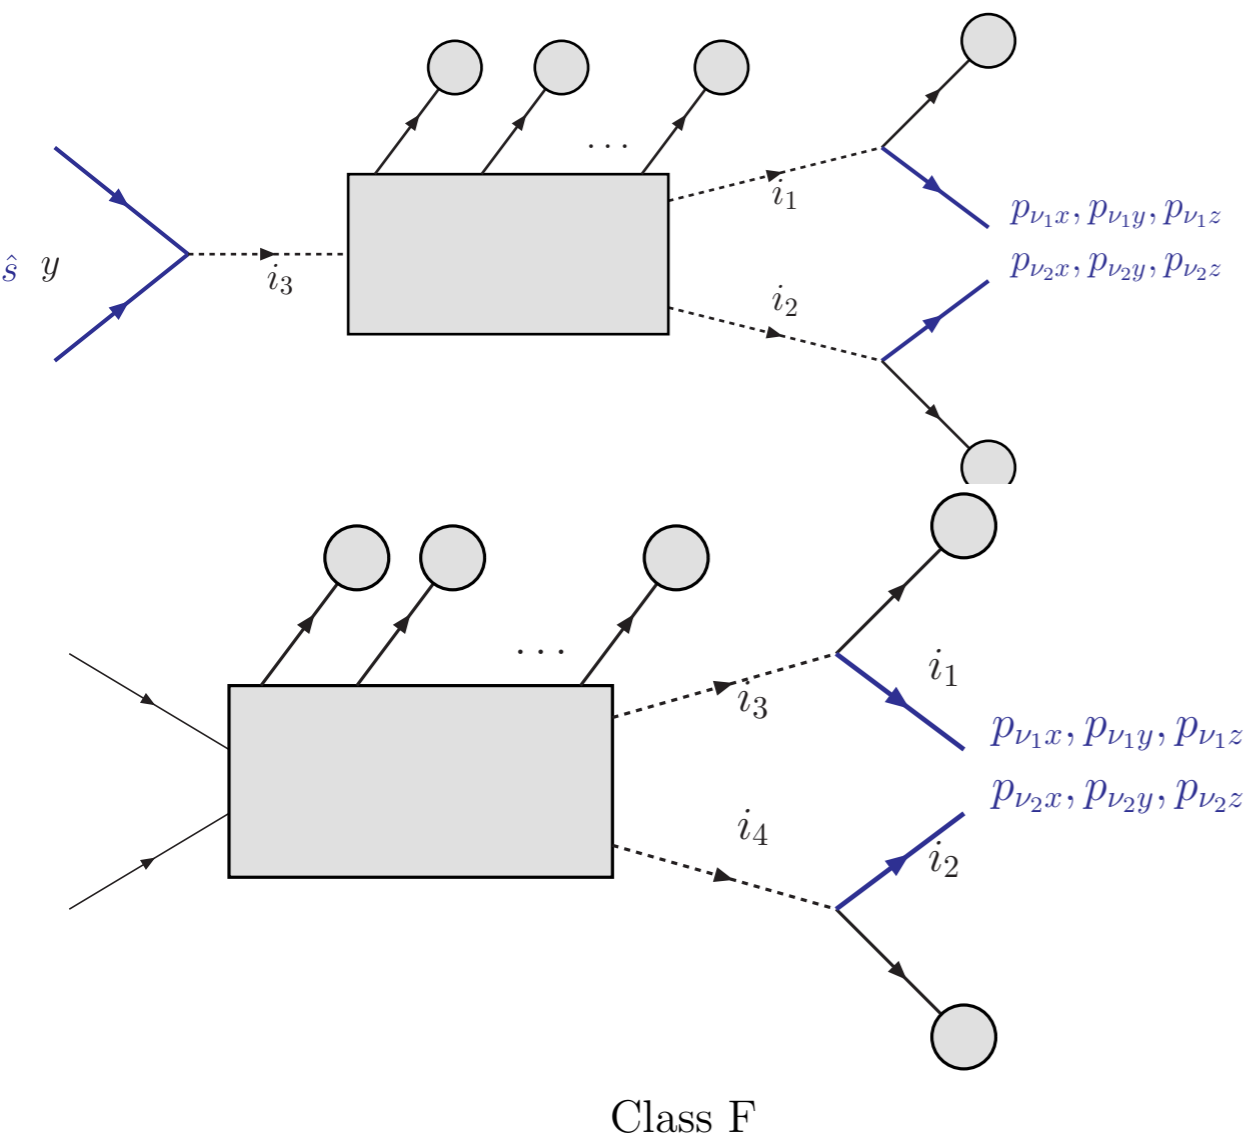 . . .
i₁
p_{ν₁x}, p_{ν₁y}, p_{ν₁z}
ŝ y
i₃
i₂
p_{ν₂x}, p_{ν₂y}, p_{ν₂z}
. . .
i₁
i₃
p_{ν₁x}, p_{ν₁y}, p_{ν₁z}
p_{ν₂x}, p_{ν₂y}, p_{ν₂z}
i₄
i₂
Class F